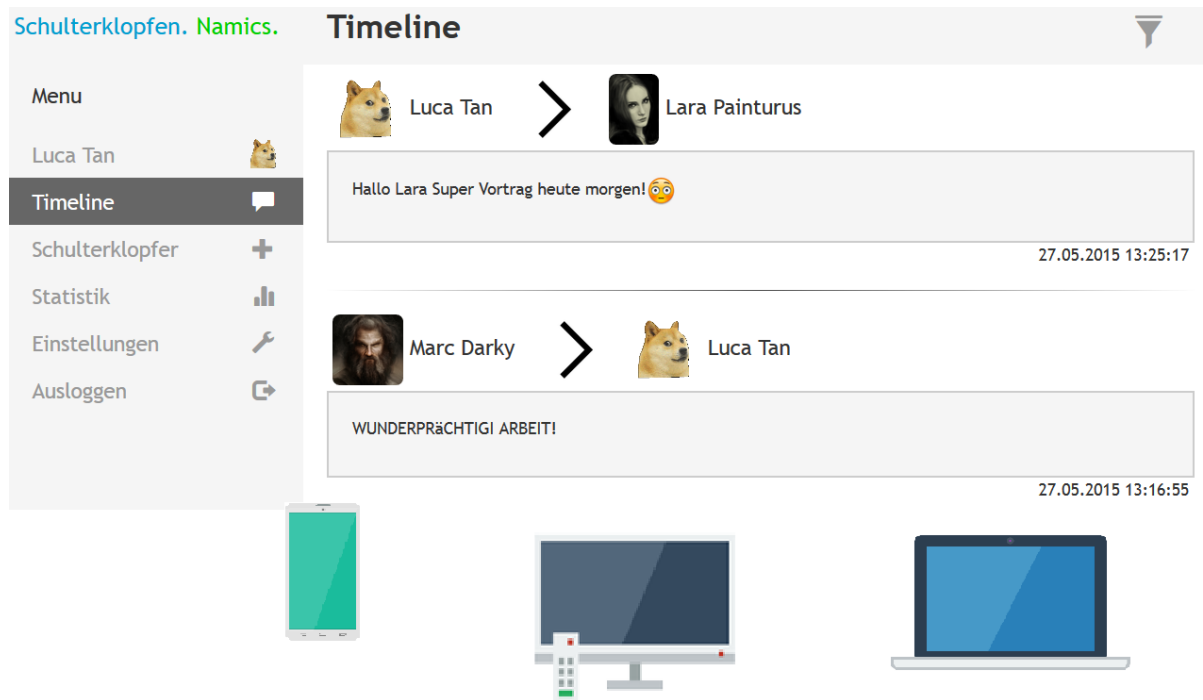 Schulterklopfen. Namics.
Timeline
Menu
Luca Tan
Timeline
Schulterklopfer
Statistik
Einstellungen
Ausloggen
Luca Tan
Lara Painturus
Hallo Lara Super Vortrag heute morgen!😳
27.05.2015 13:25:17
Marc Darky
Luca Tan
WUNDERPRäCHTIGI ARBEIT!
27.05.2015 13:16:55